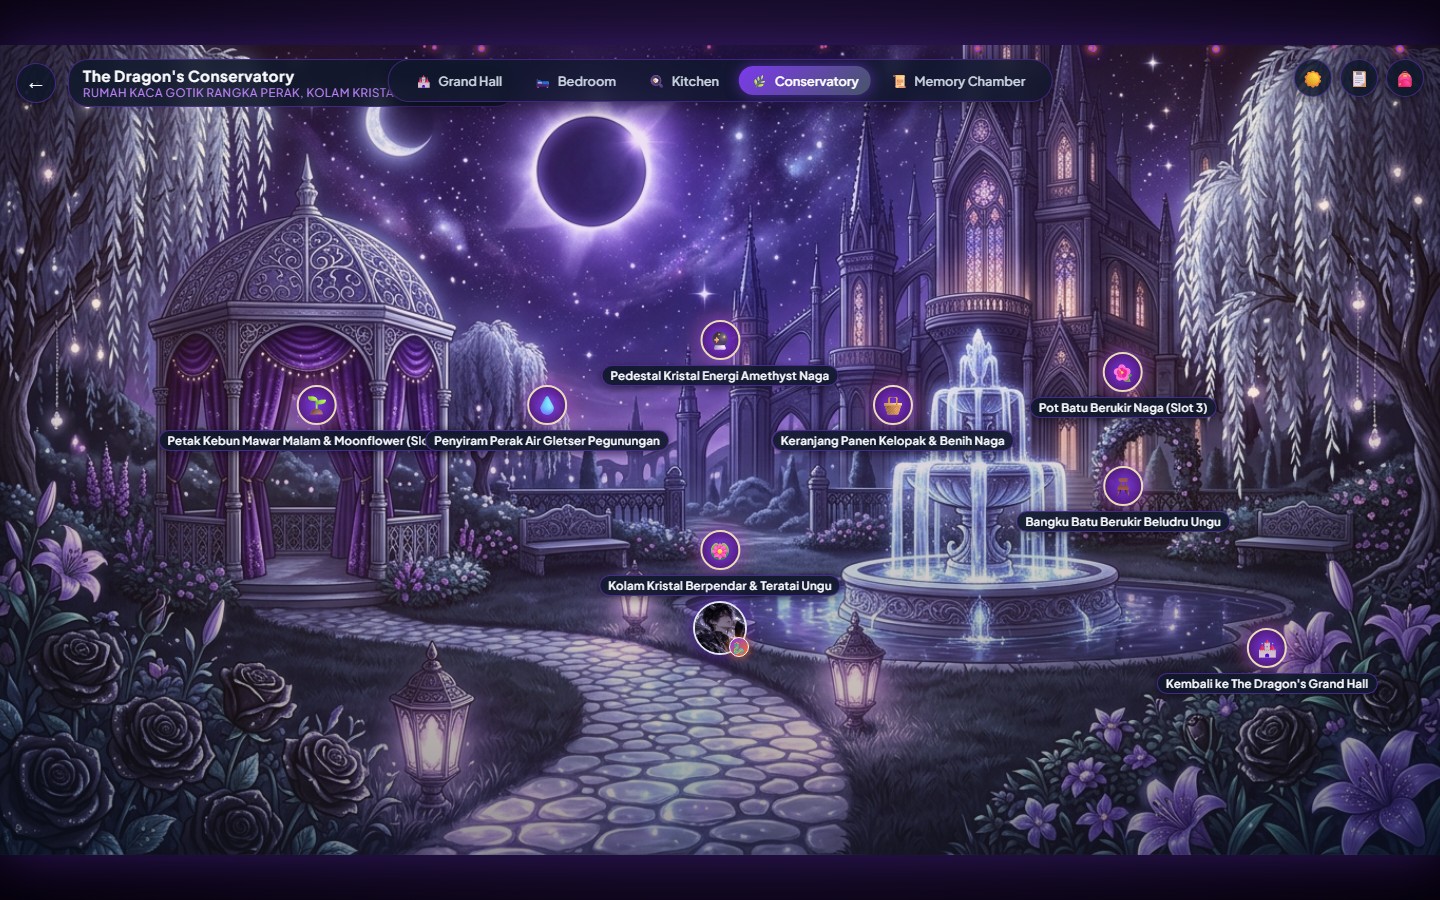 ←
The Dragon's Conservatory
RUMAH KACA GOTIK RANGKA PERAK, KOLAM KRISTA
Grand Hall
Bedroom
Kitchen
Conservatory
Memory Chamber
Pedestal Kristal Energi Amethyst Naga
Pot Batu Berukir Naga (Slot 3)
Petak Kebun Mawar Malam & Moonflower (Slo
Penyiram Perak Air Gletser Pegunungan
Keranjang Panen Kelopak & Benih Naga
Bangku Batu Berukir Beludru Ungu
Kolam Kristal Berpendar & Teratai Ungu
Kembali ke The Dragon's Grand Hall